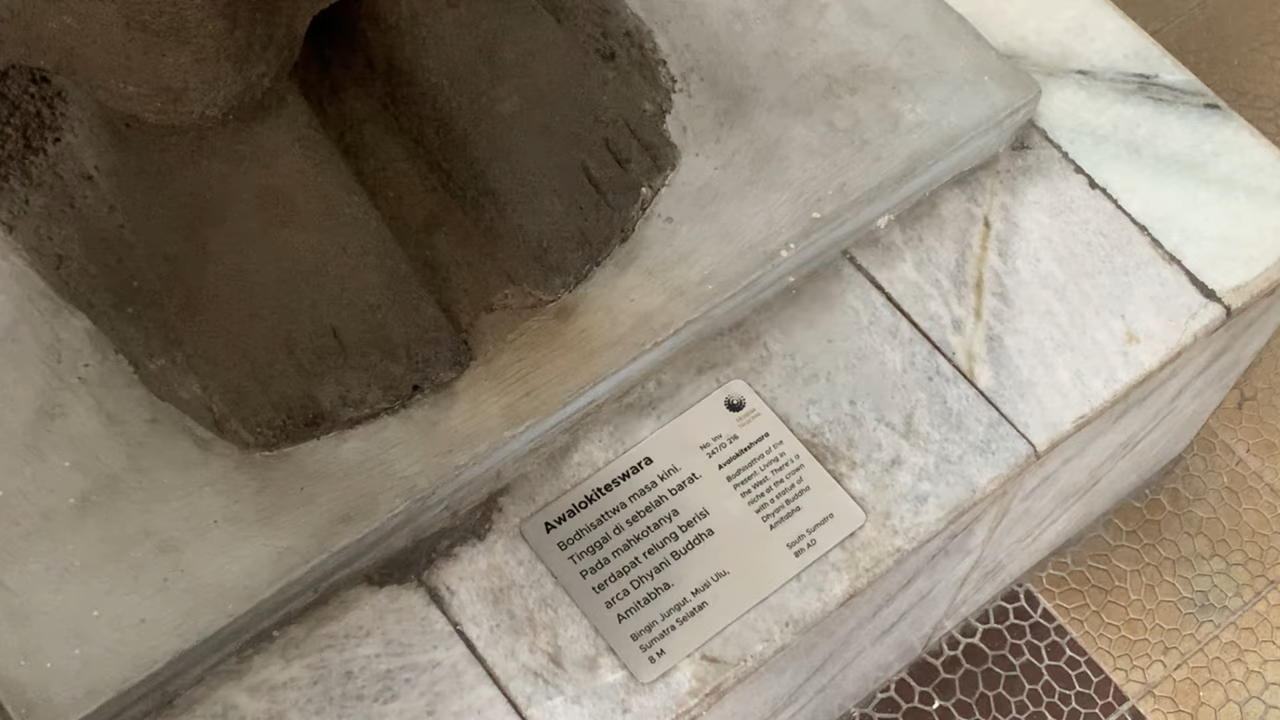 Awalokiteswara
Bodhisattwa masa kini.
Tinggal di sebelah barat.
Pada mahkotanya
terdapat relung berisi
arca Dhyani Buddha
Amitabha.
Bingin Jungut, Musi Ulu,
Sumatra Selatan
8 M
No. Inv
247/D 216
Avalokiteshvara
Bodhisattva of the
Present. Living in
the West. There's a
niche at the crown
with a statue of
Dhyani Buddha
Amitabha.
South Sumatra
8th AD